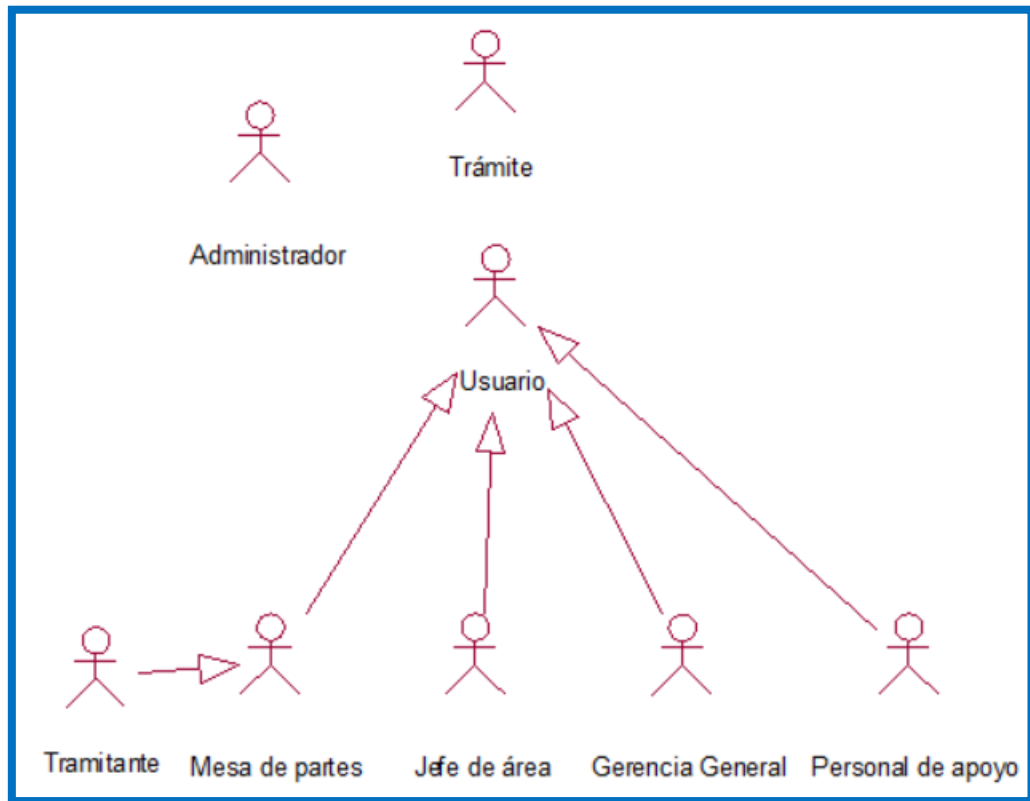 Trámite
Administrador
Usuario
Tramitante
Mesa de partes
Jefe de área
Gerencia General
Personal de apoyo